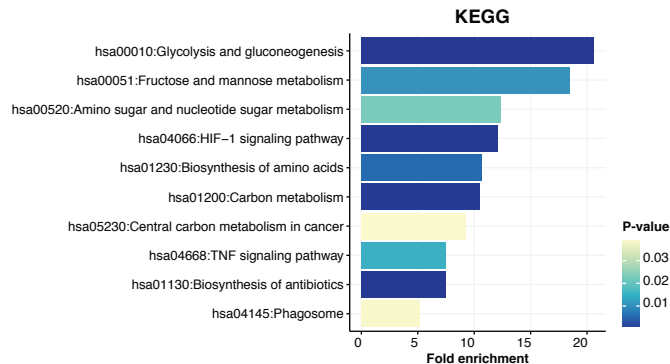 KEGG
hsa00010:Glycolysis and gluconeogenesis
hsa00051:Fructose and mannose metabolism
hsa00520:Amino sugar and nucleotide sugar metabolism
hsa04066:HIF−1 signaling pathway
hsa01230:Biosynthesis of amino acids
hsa01200:Carbon metabolism
hsa05230:Central carbon metabolism in cancer
hsa04668:TNF signaling pathway
hsa01130:Biosynthesis of antibiotics
hsa04145:Phagosome
0 5 10 15 20
Fold enrichment
P-value
0.03
0.02
0.01